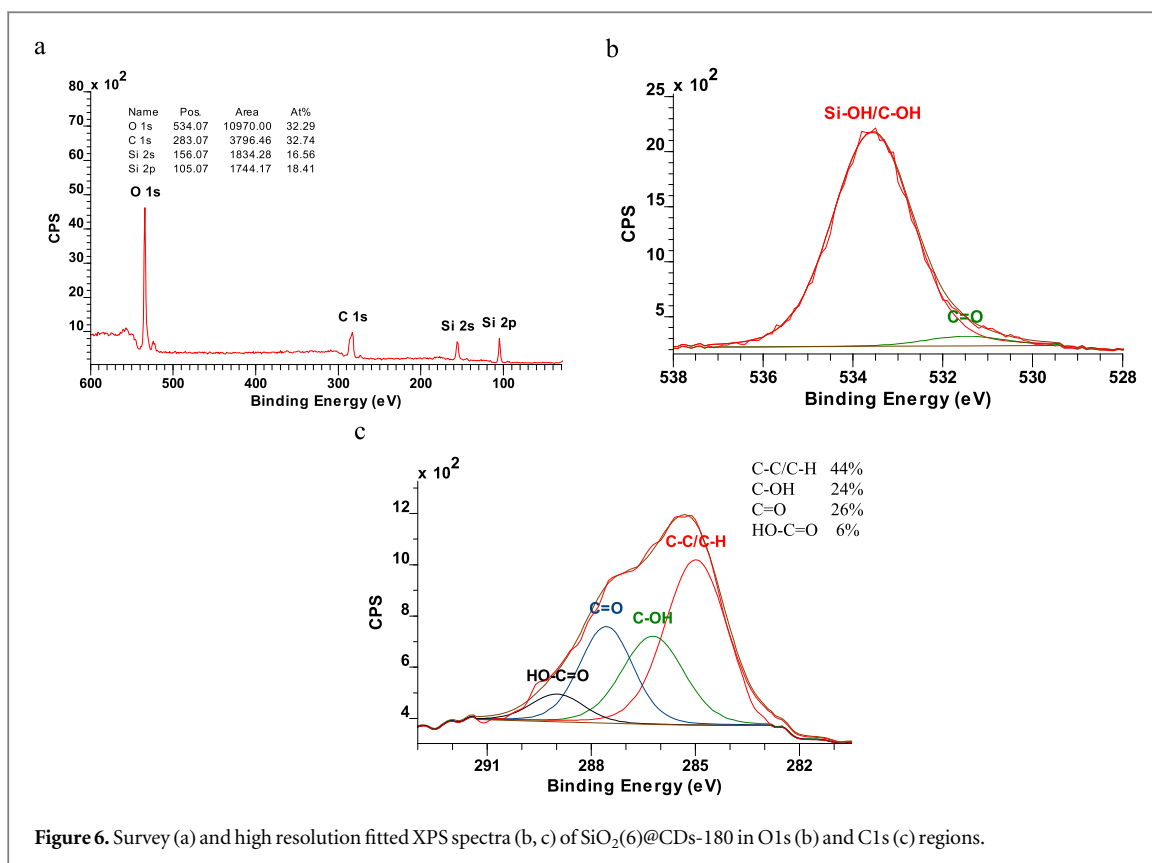 a
x 10²
80
70
60
50
40
30
20
10
CPS
Name Pos. Area At%
O 1s 534.07 10970.00 32.29
C 1s 283.07 3796.46 32.74
Si 2s 156.07 1834.28 16.56
Si 2p 105.07 1744.17 18.41
O 1s
C 1s
Si 2s
Si 2p
600 500 400 300 200 100
Binding Energy (eV)
b
x 10²
25
20
15
10
5
CPS
Si-OH/C-OH
C=O
538 536 534 532 530 528
Binding Energy (eV)
c
x 10²
12
10
8
6
4
CPS
C-C/C-H 44%
C-OH 24%
C=O 26%
HO-C=O 6%
C-C/C-H
C=O
C-OH
HO-C=O
291 288 285 282
Binding Energy (eV)
Figure 6. Survey (a) and high resolution fitted XPS spectra (b, c) of SiO₂(6)@CDs-180 in O1s (b) and C1s (c) regions.